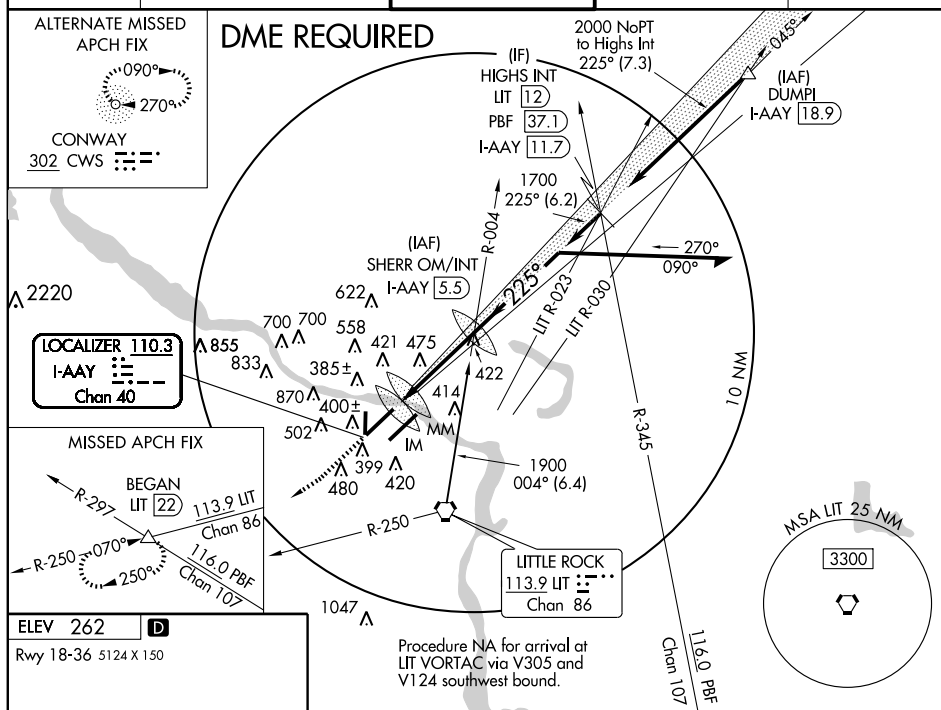 ALTERNATE MISSED
APCH FIX
090°
270°
CONWAY
302 CWS
DME REQUIRED
2000 NoPT
to Highs Int
225° (7.3)
045°
(IAF)
DUMPI
I-AAY 18.9
(IF)
HIGHS INT
LIT 12
PBF 37.1
I-AAY 11.7
1700
225° (6.2)
R-004
270°
090°
(IAF)
SHERR OM/INT
I-AAY 5.5
225°
LIT R-023
LIT R-030
2220
622
700
700
558
855
833
421
475
422
385±
870
414
400±
502
MM
IM
399
480
420
LOCALIZER 110.3
I-AAY
Chan 40
10 NM
R-345
1900
004° (6.4)
R-250
MISSED APCH FIX
R-297
BEGAN
LIT 22
113.9 LIT
Chan 86
R-250
070°
250°
116.0 PBF
Chan 107
LITTLE ROCK
113.9 LIT
Chan 86
MSA LIT 25 NM
3300
1047
116.0 PBF
Chan 107
ELEV 262 D
Rwy 18-36 5124 X 150
Procedure NA for arrival at
LIT VORTAC via V305 and
V124 southwest bound.